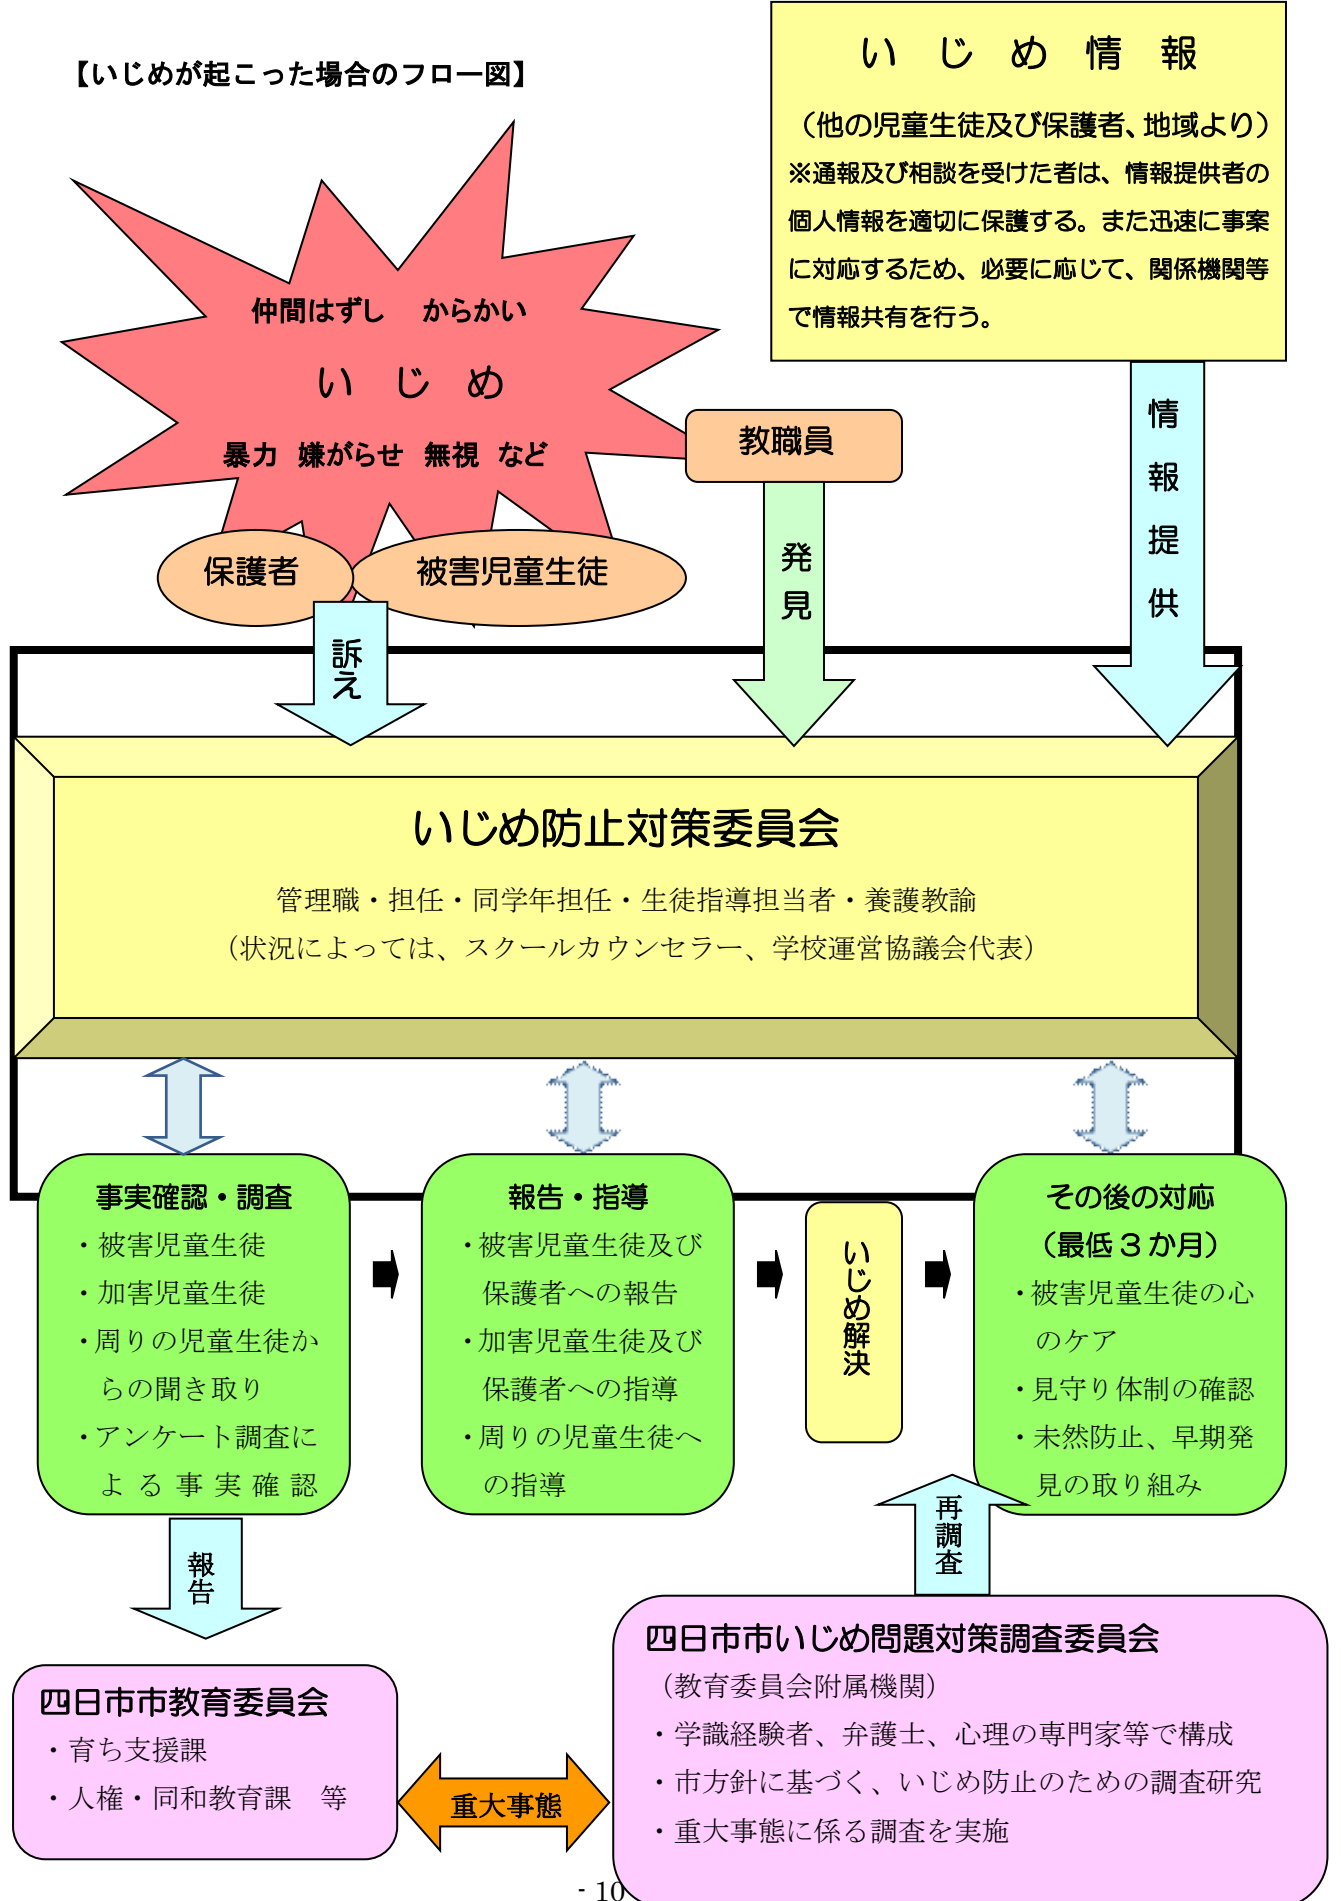 【いじめが起こった場合のフロー図】
い じ め 情 報
（他の児童生徒及び保護者、地域より）
※通報及び相談を受けた者は、情報提供者の
個人情報を適切に保護する。また迅速に事案
に対応するため、必要に応じて、関係機関等
で情報共有を行う。
仲間はずし からかい
い じ め
暴力 嫌がらせ 無視 など
教職員
保護者
被害児童生徒
訴え
発見
情報提供
いじめ防止対策委員会
管理職・担任・同学年担任・生徒指導担当者・養護教諭
（状況によっては、スクールカウンセラー、学校運営協議会代表）
事実確認・調査
・被害児童生徒
・加害児童生徒
・周りの児童生徒か
らの聞き取り
・アンケート調査に
よる事実確認
報告・指導
・被害児童生徒及び
保護者への報告
・加害児童生徒及び
保護者への指導
・周りの児童生徒へ
の指導
いじめ解決
その後の対応
（最低３か月）
・被害児童生徒の心
のケア
・見守り体制の確認
・未然防止、早期発
見の取り組み
報告
再調査
四日市市教育委員会
・育ち支援課
・人権・同和教育課 等
重大事態
四日市市いじめ問題対策調査委員会
（教育委員会附属機関）
・学識経験者、弁護士、心理の専門家等で構成
・市方針に基づく、いじめ防止のための調査研究
・重大事態に係る調査を実施
- 10